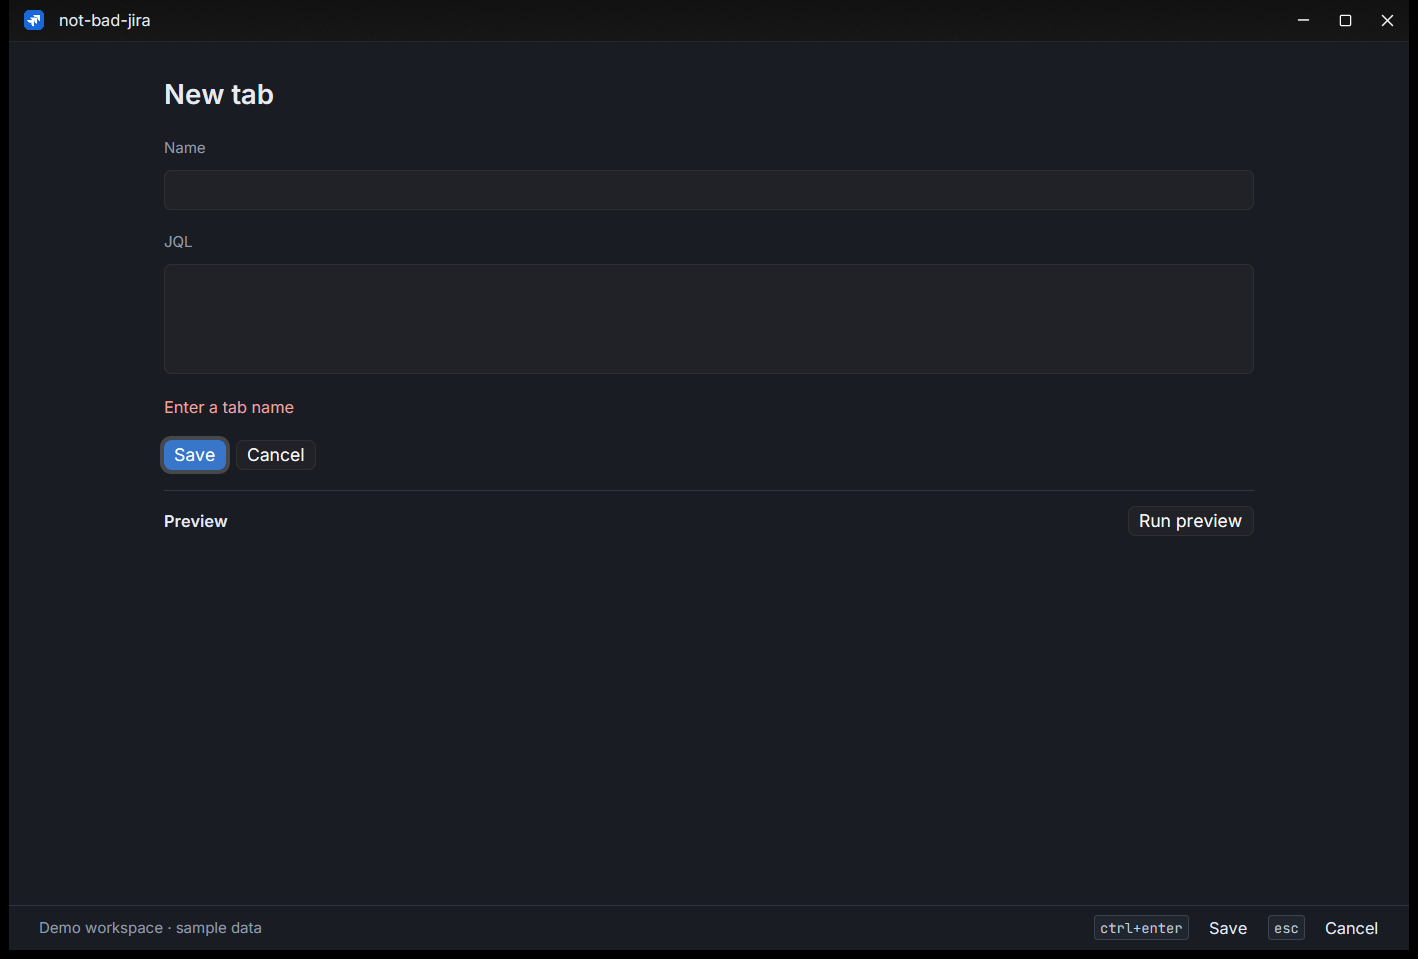 not-bad-jira
New tab
Name
JQL
Enter a tab name
Save Cancel
Preview Run preview
Demo workspace · sample data ctrl+enter Save esc Cancel